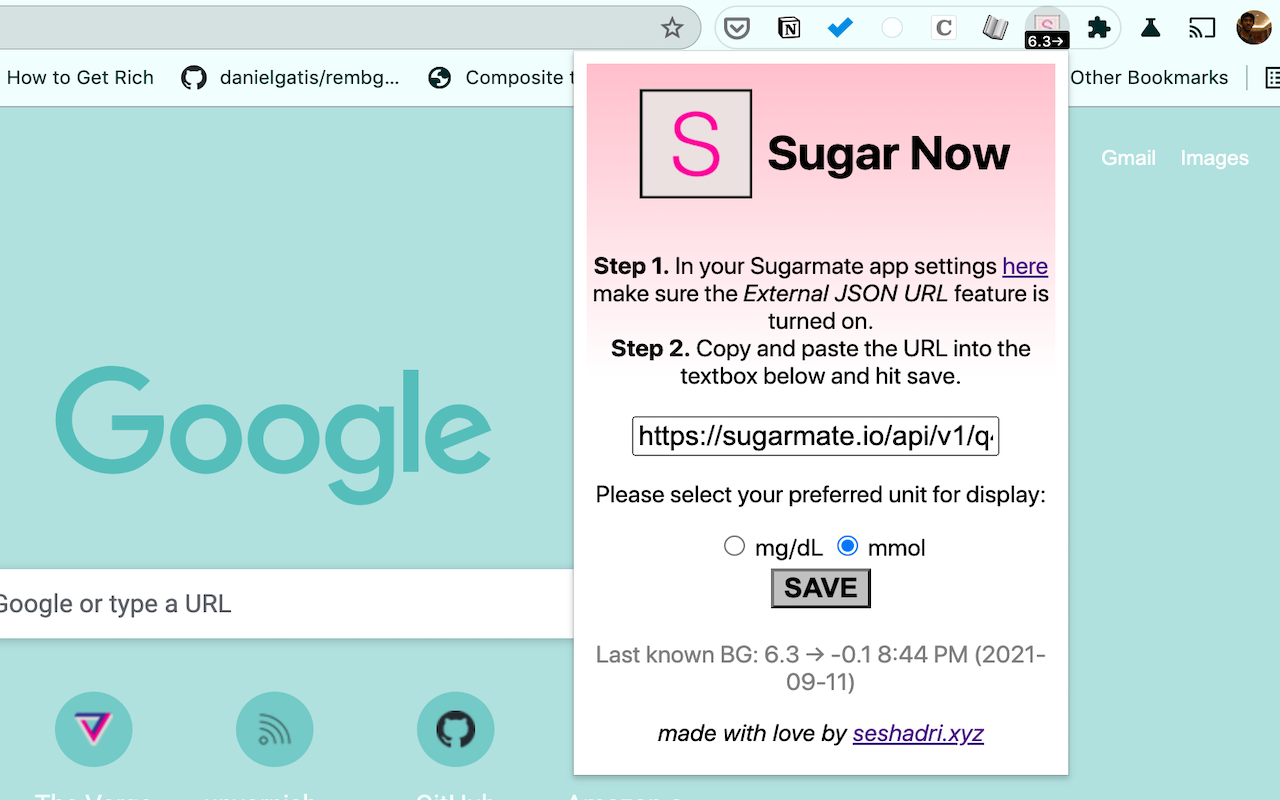 N
C
S
6.3→
How to Get Rich
danielgatis/rembg...
Composite
Other Bookmarks
S
Sugar Now
Gmail
Images
Step 1. In your Sugarmate app settings here
make sure the External JSON URL feature is
turned on.
Step 2. Copy and paste the URL into the
textbox below and hit save.
Google
https://sugarmate.io/api/v1/q
Please select your preferred unit for display:
mg/dL
mmol
SAVE
Google or type a URL
Last known BG: 6.3 → -0.1 8:44 PM (2021-
09-11)
made with love by seshadri.xyz
The Verge
GitHub